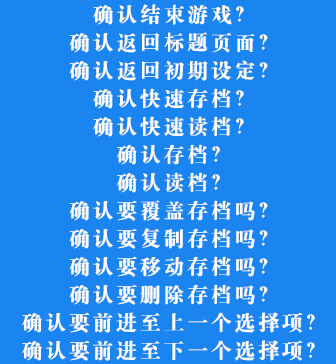 确认结束游戏？
确认返回标题页面？
确认返回初期设定？
确认快速存档？
确认快速读档？
确认存档？
确认读档？
确认要覆盖存档吗？
确认要复制存档吗？
确认要移动存档吗？
确认要删除存档吗？
确认要前进至上一个选择项？
确认要前进至下一个选择项？